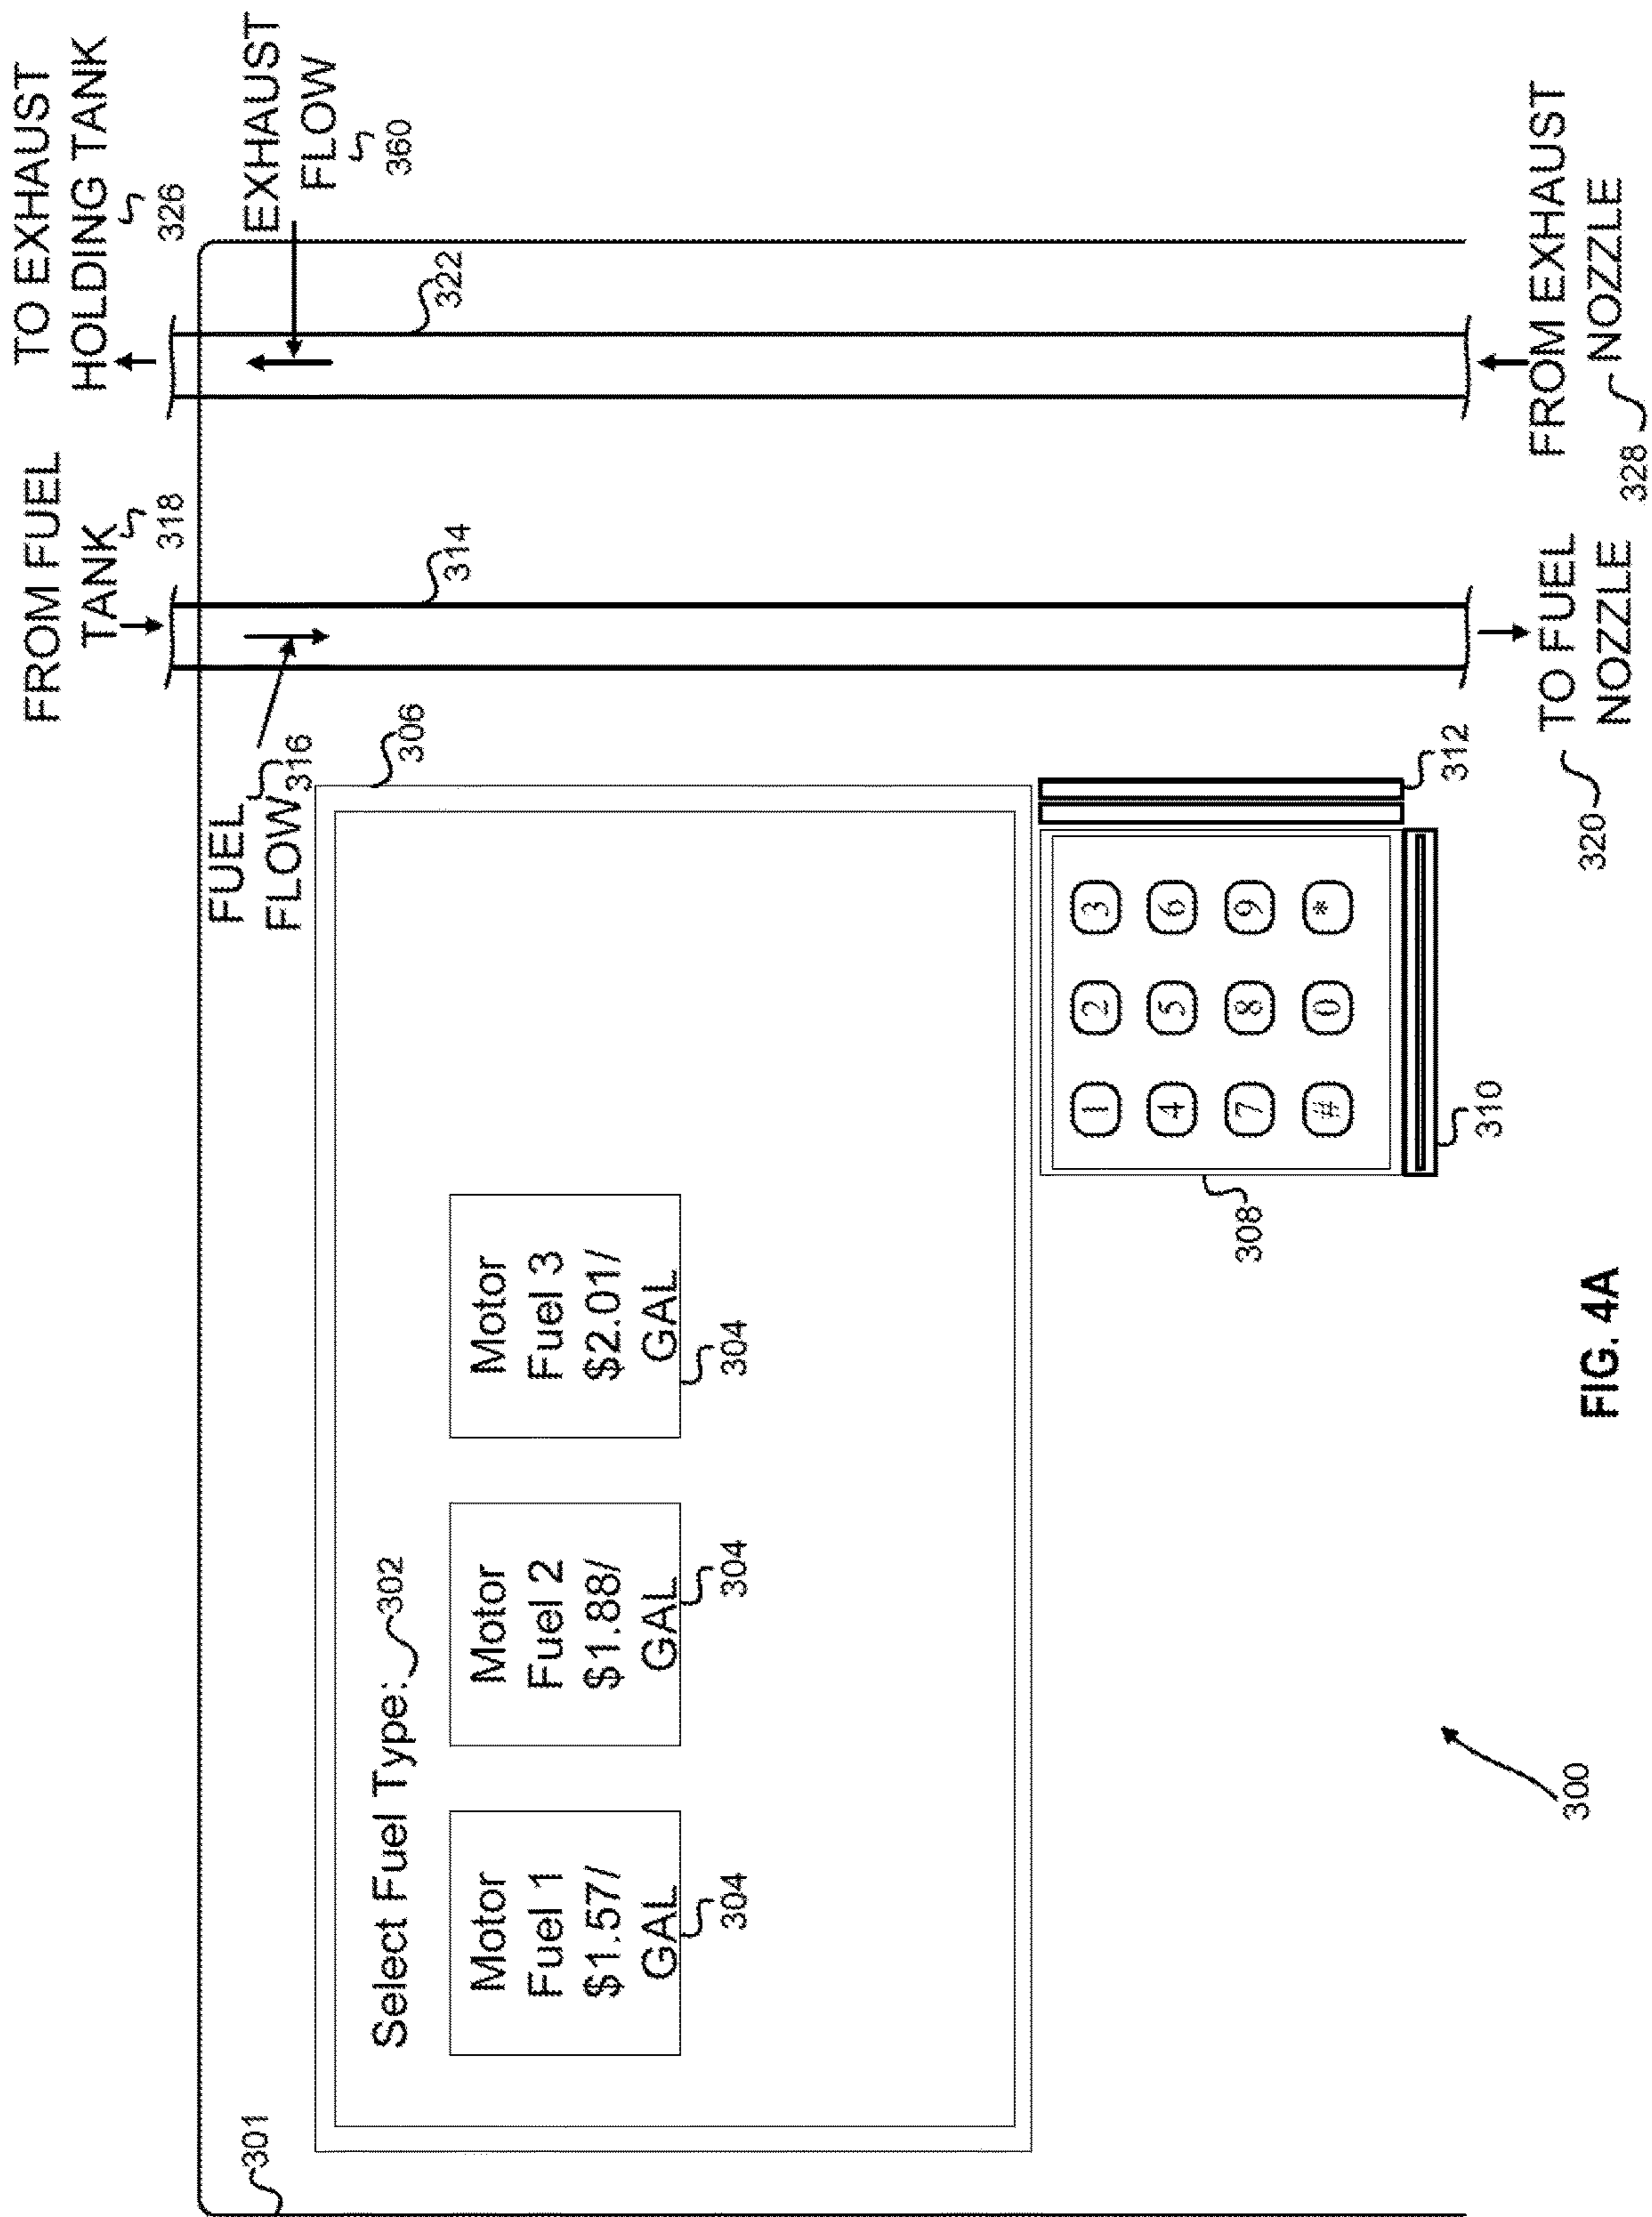 FROM FUEL
TANK
318
TO EXHAUST
HOLDING TANK
326
301
FUEL
FLOW
316
EXHAUST
FLOW
360
306
Select Fuel Type:
302
Motor
Fuel 1
$1.57/
GAL
304
Motor
Fuel 2
$1.88/
GAL
304
Motor
Fuel 3
$2.01/
GAL
304
314
322
1 2 3
4 5 6
7 8 9
# 0 *
308
310
312
300
320
TO FUEL
NOZZLE
328
FROM EXHAUST
NOZZLE
FIG. 4A